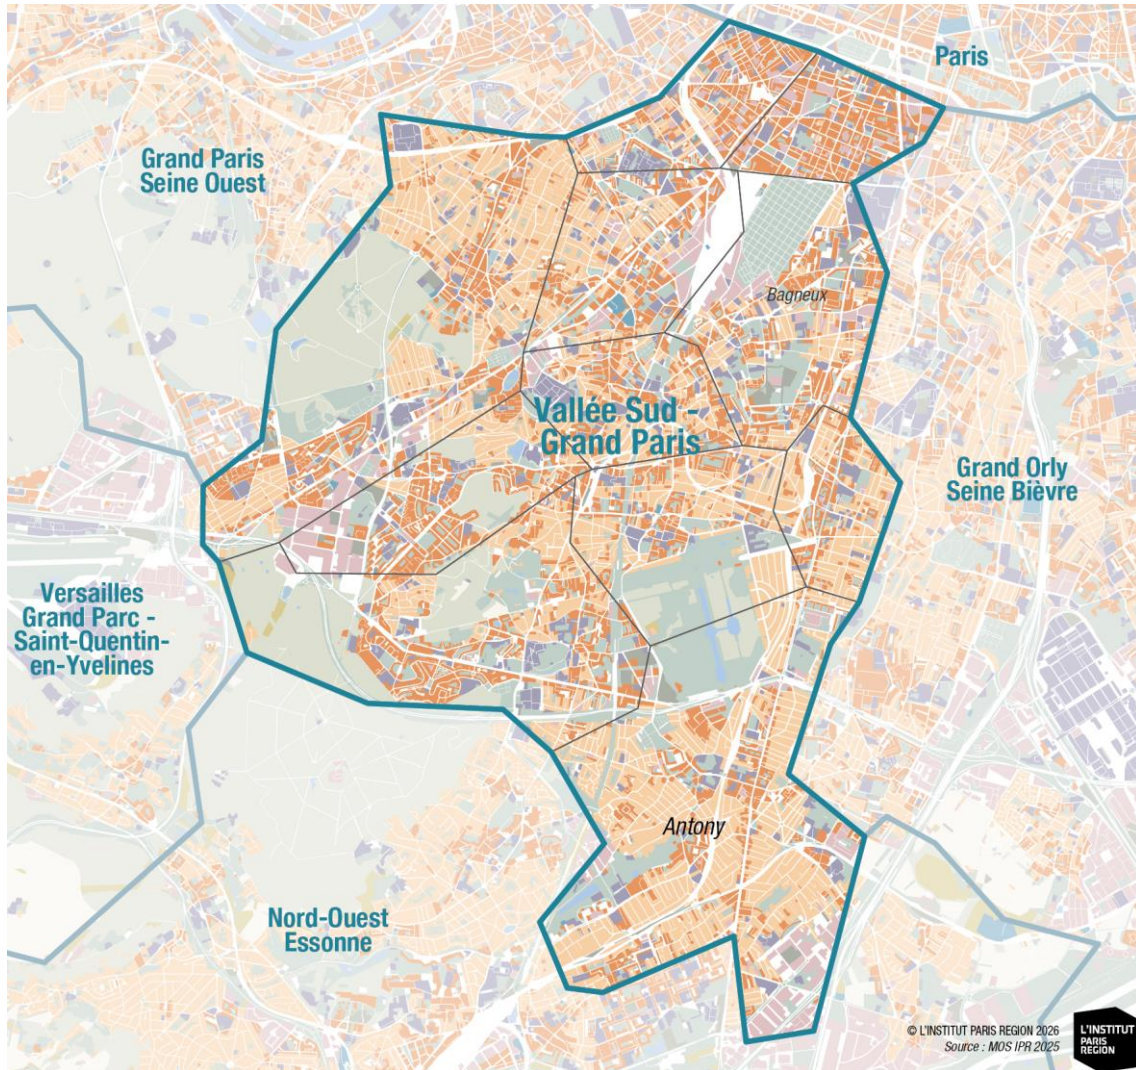 Paris
Grand Paris
Seine Ouest
Bagneux
Vallée Sud -
Grand Paris
Grand Orly
Seine Bièvre
Versailles
Grand Parc -
Saint-Quentin-
en-Yvelines
Antony
Nord-Ouest
Essonne
© L'INSTITUT PARIS REGION 2026
Source : MOS IPR 2025
L'INSTITUT
PARIS
REGION